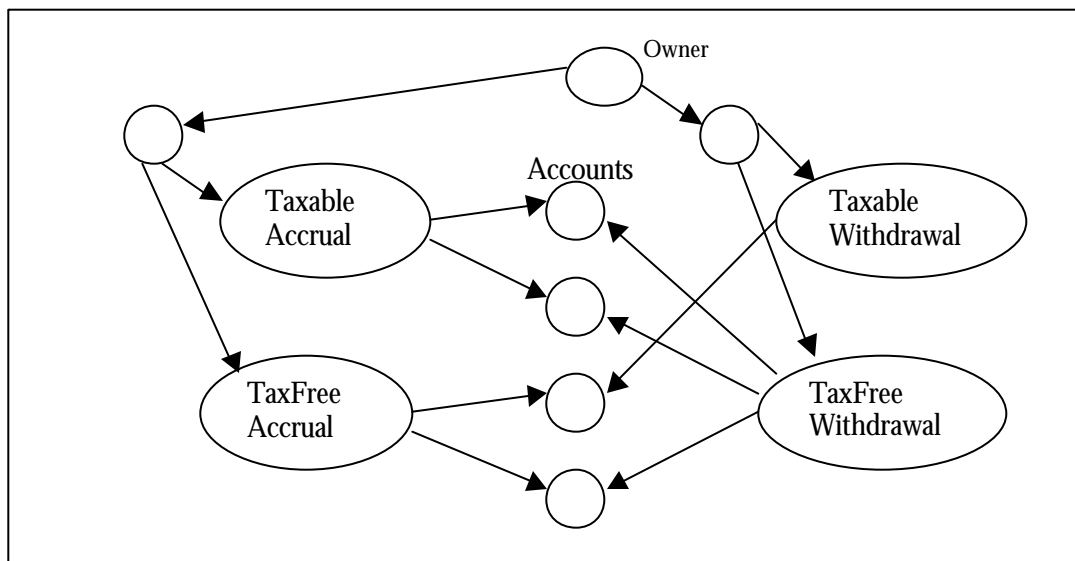 Owner
Accounts
Taxable
Accrual
Taxable
Withdrawal
TaxFree
Accrual
TaxFree
Withdrawal